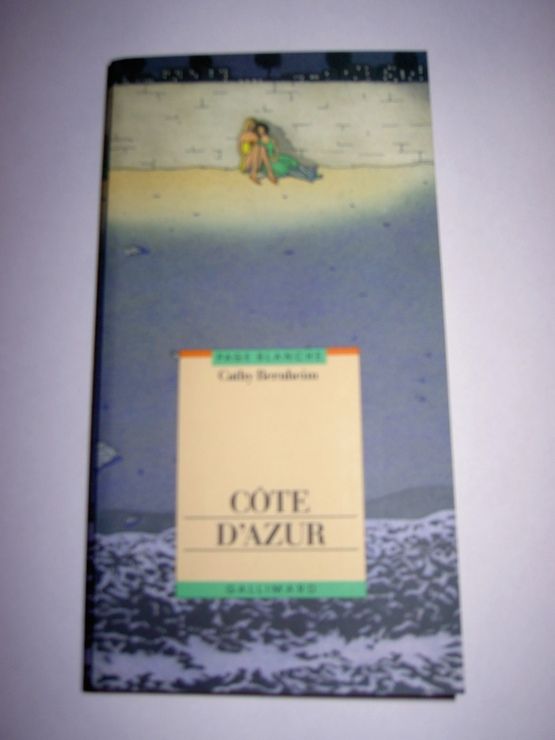 PAGE BLANCHE
Cathy Bernheim
CÔTE
D'AZUR
GALLIMARD